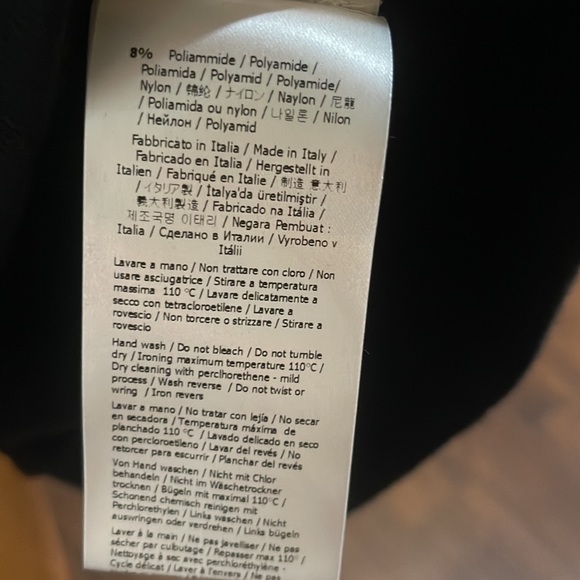 8% Poliammide / Polyamide /
Poliamida / Polyamid / Polyamide/
Nylon / 锦纶 / ナイロン / Naylon / 尼龍
/ Poliamida ou nylon / 나일론 / Nilon
/ Нейлон / Polyamid
Fabbricato in Italia / Made in Italy /
Fabricado en Italia / Hergestellt in
Italien / Fabriqué en Italie / 制造 意大利
/ イタリア製 / İtalya'da üretilmiştir /
義大利製造 / Fabricado na Itália /
제조국명 이태리 / Negara Pembuat :
Italia / Сделано в Италии / Vyrobeno v
Itálii
Lavare a mano / Non trattare con cloro / Non
usare asciugatrice / Stirare a temperatura
massima 110 °C / Lavare delicatamente a
secco con tetracloroetilene / Lavare a
rovescio / Non torcere o strizzare / Stirare a
rovescio
Hand wash / Do not bleach / Do not tumble
dry / Ironing maximum temperature 110°C /
Dry cleaning with perclhorethene - mild
process / Wash reverse / Do not twist or
wring / Iron revers
Lavar a mano / No tratar con lejía / No secar
en secadora / Temperatura máxima de
planchado 110 °C / Lavado delicado en seco
con percloroetileno / Lavar del revés / No
retorcer para escurrir / Planchar del revés
Von Hand waschen / Nicht mit Chlor
behandeln / Nicht im Wäschetrockner
trocknen / Bügeln mit maximal 110°C /
Schonend chemisch reinigen mit
Perchlorethylen / Links waschen / Nicht
auswringen oder verdrehen / Links bügeln
Laver à la main / Ne pas javelliser / Ne pas
sécher par culbutage / Repasser max 110° /
Nettoyage à sec avec perchloréthylène -
Cycle délicat / Laver à l'envers / Ne pas